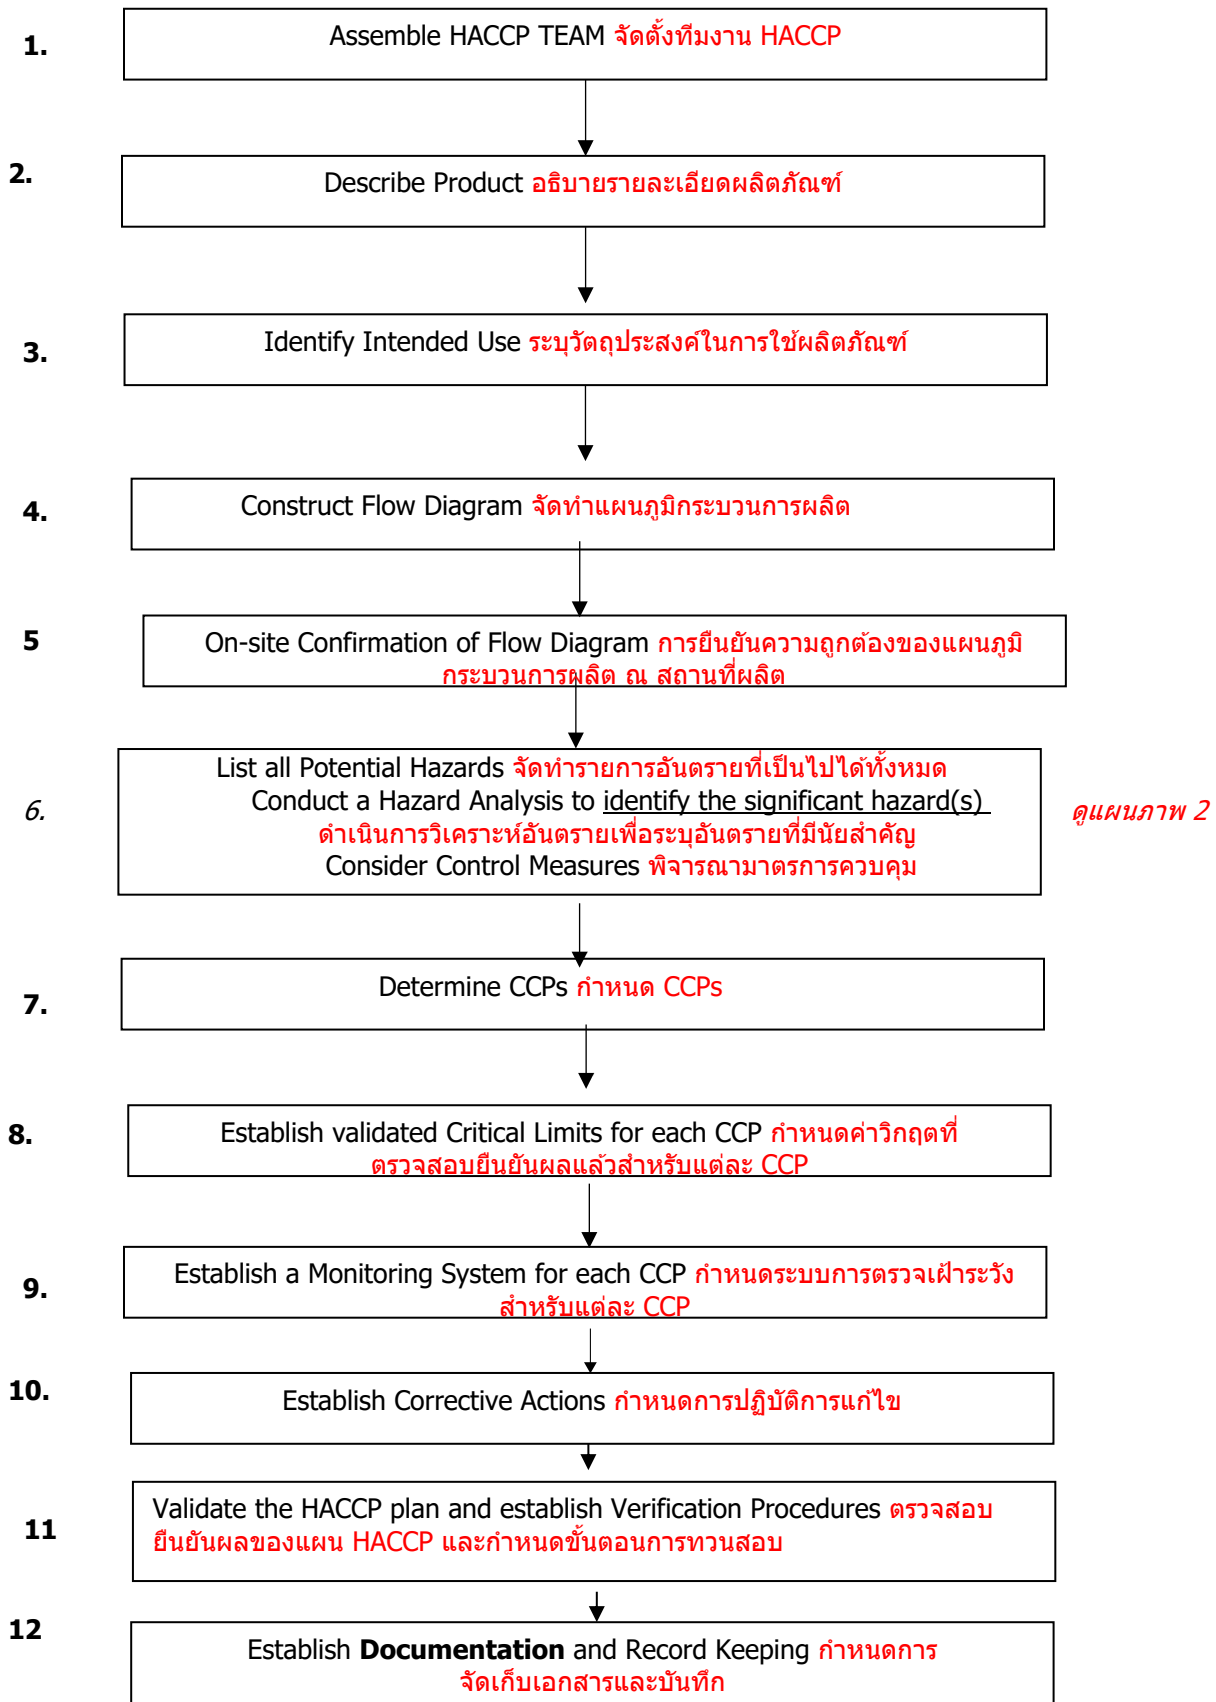 1.
Assemble HACCP TEAM จัดตั้งทีมงาน HACCP
2.
Describe Product อธิบายรายละเอียดผลิตภัณฑ์
3.
Identify Intended Use ระบุวัตถุประสงค์ในการใช้ผลิตภัณฑ์
4.
Construct Flow Diagram จัดทำแผนภูมิกระบวนการผลิต
5
On-site Confirmation of Flow Diagram การยืนยันความถูกต้องของแผนภูมิ
กระบวนการผลิต ณ สถานที่ผลิต
6.
List all Potential Hazards จัดทำรายการอันตรายที่เป็นไปได้ทั้งหมด
Conduct a Hazard Analysis to identify the significant hazard(s)
ดำเนินการวิเคราะห์อันตรายเพื่อระบุอันตรายที่มีนัยสำคัญ
Consider Control Measures พิจารณามาตรการควบคุม
ดูแผนภาพ 2
7.
Determine CCPs กำหนด CCPs
8.
Establish validated Critical Limits for each CCP กำหนดค่าวิกฤตที่
ตรวจสอบยืนยันผลแล้วสำหรับแต่ละ CCP
9.
Establish a Monitoring System for each CCP กำหนดระบบการตรวจเฝ้าระวัง
สำหรับแต่ละ CCP
10.
Establish Corrective Actions กำหนดการปฏิบัติการแก้ไข
11
Validate the HACCP plan and establish Verification Procedures ตรวจสอบ
ยืนยันผลของแผน HACCP และกำหนดขั้นตอนการทวนสอบ
12
Establish Documentation and Record Keeping กำหนดการ
จัดเก็บเอกสารและบันทึก